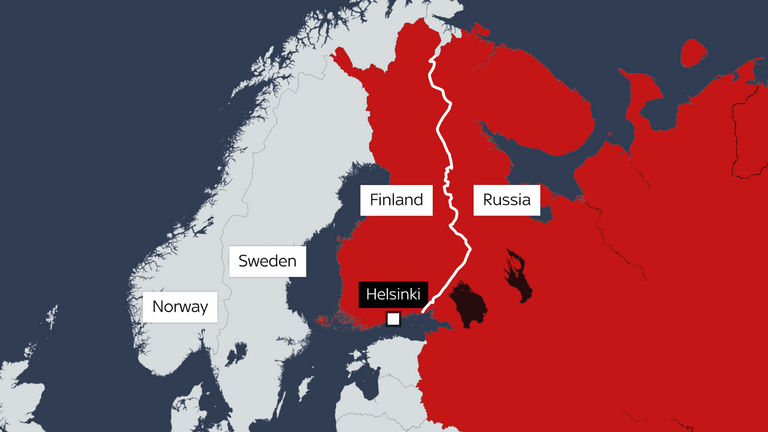 Finland
Russia
Sweden
Helsinki
Norway